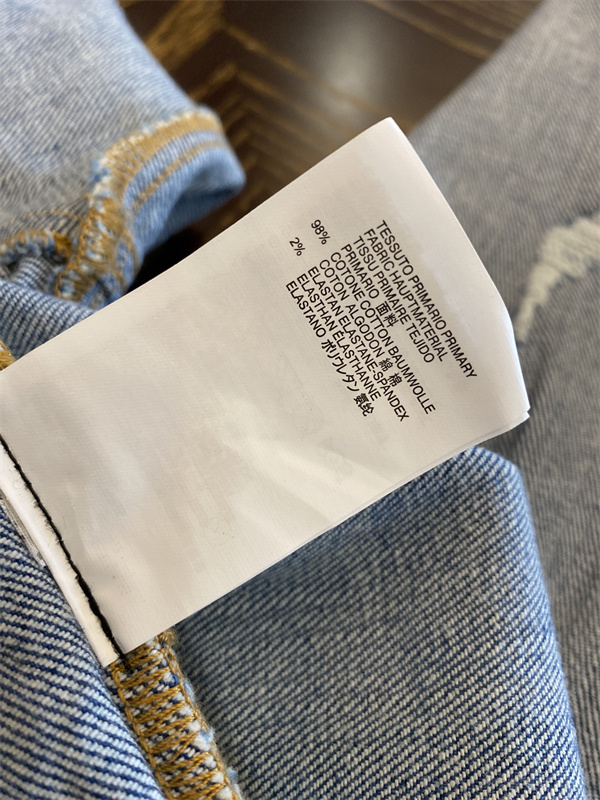 TESSUTO PRIMARIO PRIMARY
FABRIC HAUPTMATERIAL
TISSU PRIMAIRE TEJIDO
PRIMARIO 面料
98% COTONE COTTON BAUMWOLLE
COTON ALGODON 綿 棉
2% ELASTAN ELASTANE-SPANDEX
ELASTHAN ÉLASTHANNE
ELASTANO ポリウレタン 氨纶